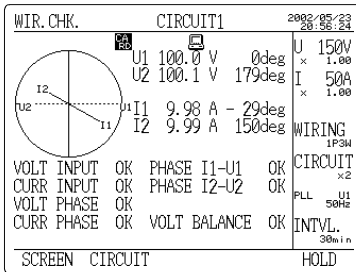 WIR.CHK. CIRCUIT1 2002/05/23
20:56:24
CA
RD
U1 100.0 V 0deg
U2 100.1 V 179deg
I2
U2 U1
I1
I1 9.98 A - 29deg
I2 9.99 A 150deg
VOLT INPUT OK PHASE I1-U1 OK
CURR INPUT OK PHASE I2-U2 OK
VOLT PHASE OK
CURR PHASE OK VOLT BALANCE OK
U 150V
× 1.00
I 50A
× 1.00
WIRING
1P3W
CIRCUIT
×2
PLL U1
50Hz
INTVL.
30min
SCREEN CIRCUIT HOLD